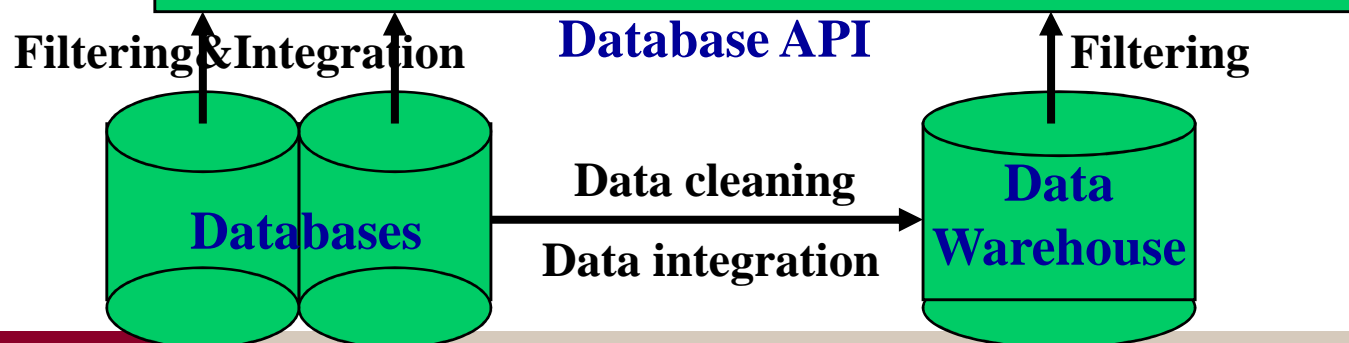 Database API
Filtering&Integration
Filtering
Data cleaning
Data
Databases
Warehouse
Data integration